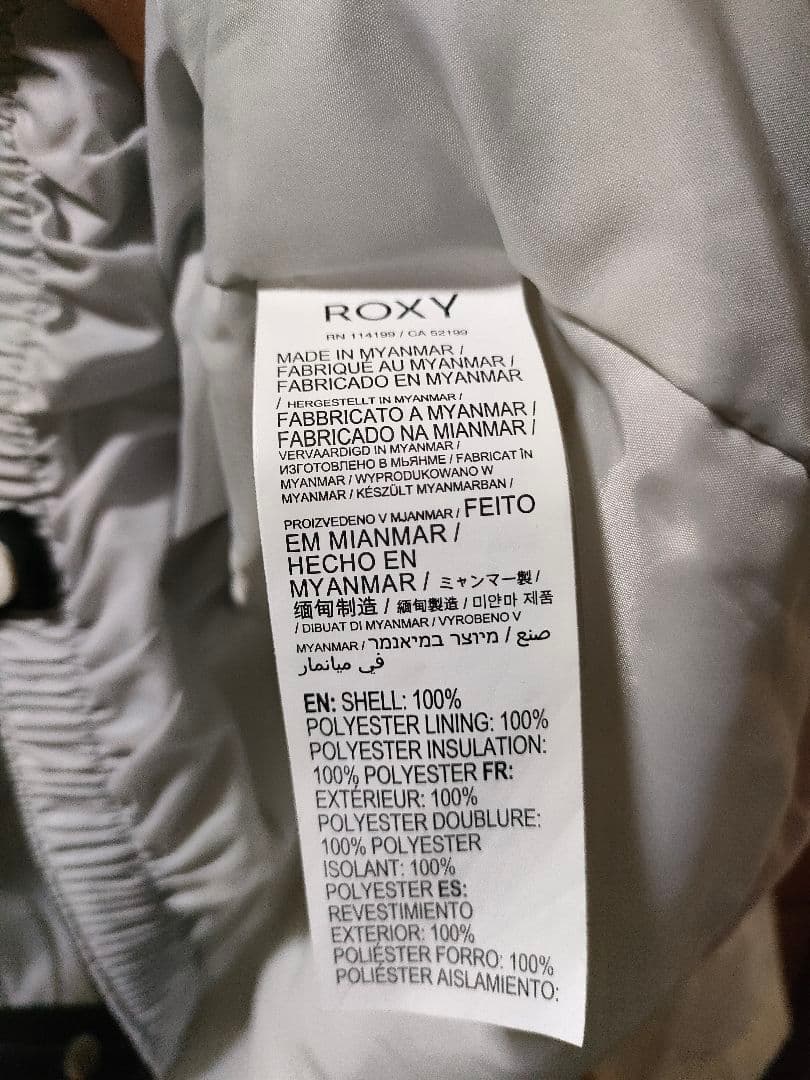 ROXY
RN 114199 / CA 52199
MADE IN MYANMAR /
FABRIQUÉ AU MYANMAR /
FABRICADO EN MYANMAR
/ HERGESTELLT IN MYANMAR /
FABBRICATO A MYANMAR /
FABRICADO NA MIANMAR /
VERVAARDIGD IN MYANMAR /
ИЗГОТОВЛЕНО В МЬЯНМЕ / FABRICAT ÎN
MYANMAR / WYPRODUKOWANO W
MYANMAR / KÉSZÜLT MYANMARBAN /
PROIZVEDENO V MJANMAR / FEITO
EM MIANMAR /
HECHO EN
MYANMAR / ミャンマー製 /
缅甸制造 / 緬甸製造 / 미얀마 제품
/ DIBUAT DI MYANMAR / VYROBENO V
MYANMAR / מיוצר במיאנמר / صنع
في ميانمار
EN: SHELL: 100%
POLYESTER LINING: 100%
POLYESTER INSULATION:
100% POLYESTER FR:
EXTÉRIEUR: 100%
POLYESTER DOUBLURE:
100% POLYESTER
ISOLANT: 100%
POLYESTER ES:
REVESTIMIENTO
EXTERIOR: 100%
POLIÉSTER FORRO: 100%
POLIÉSTER AISLAMIENTO: